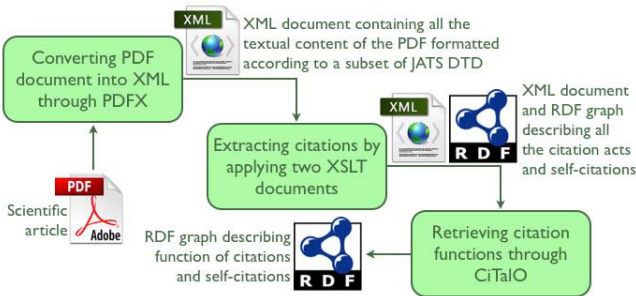 Converting PDF
document into XML
through PDFX
XML
XML document containing all the
textual content of the PDF formatted
according to a subset of JATS DTD
Extracting citations by
applying two XSLT
documents
XML
RDF
XML document
and RDF graph
describing all
the citation acts
and self-citations
Scientific
article
PDF
Adobe
RDF graph describing
function of citations
and self-citations
RDF
Retrieving citation
functions through
CiTalO